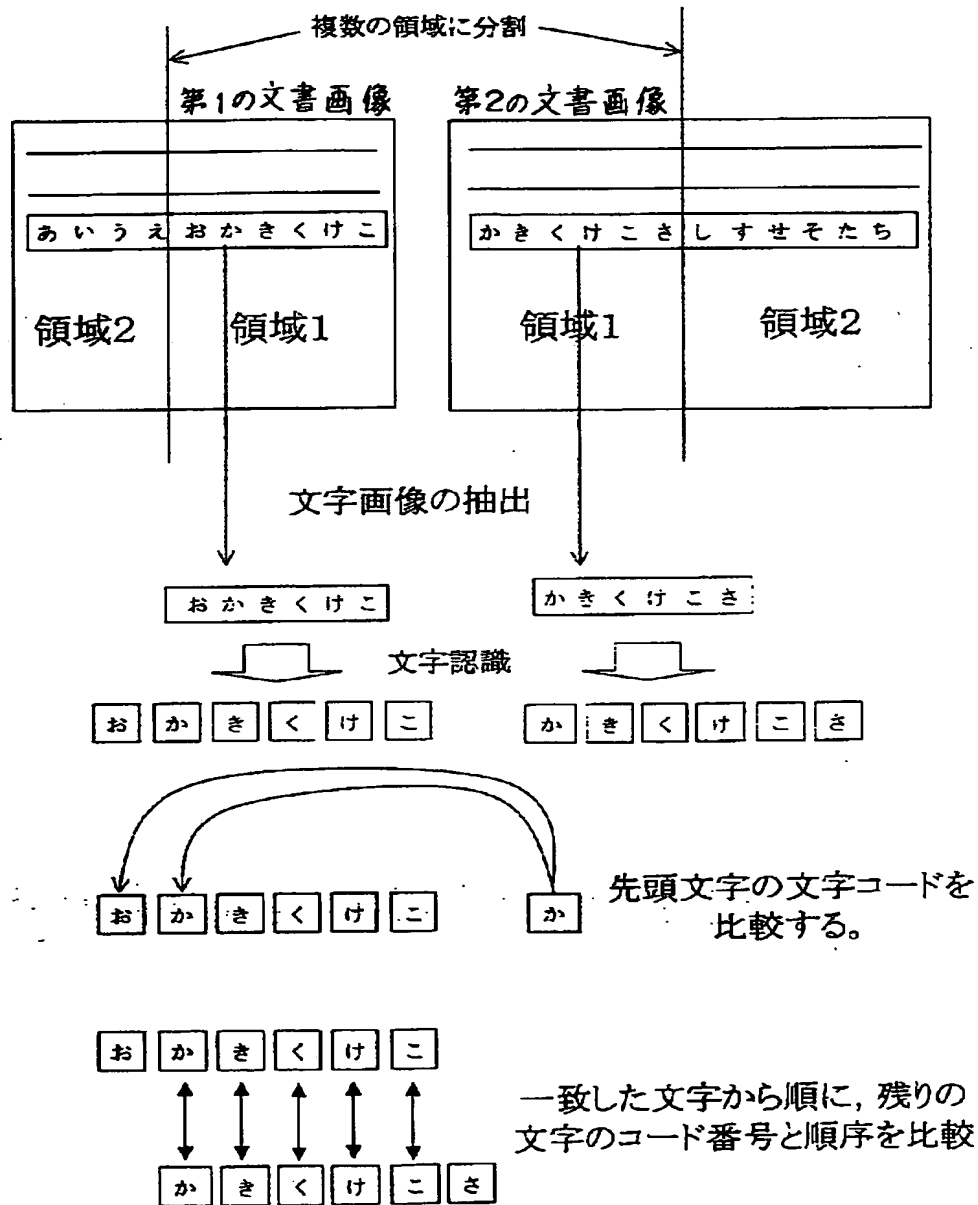 複数の領域に分割
第1の文書画像 第2の文書画像
あいうえおかきくけこ かきくけこさしすせそたち
領域2 領域1 領域1 領域2
文字画像の抽出
おかきくけこ かきくけこさ
文字認識
おかきくけこ かきくけこさ
おかきくけこ か 先頭文字の文字コードを
比較する。
おかきくけこ
一致した文字から順に, 残りの
文字のコード番号と順序を比較
かきくけこさ